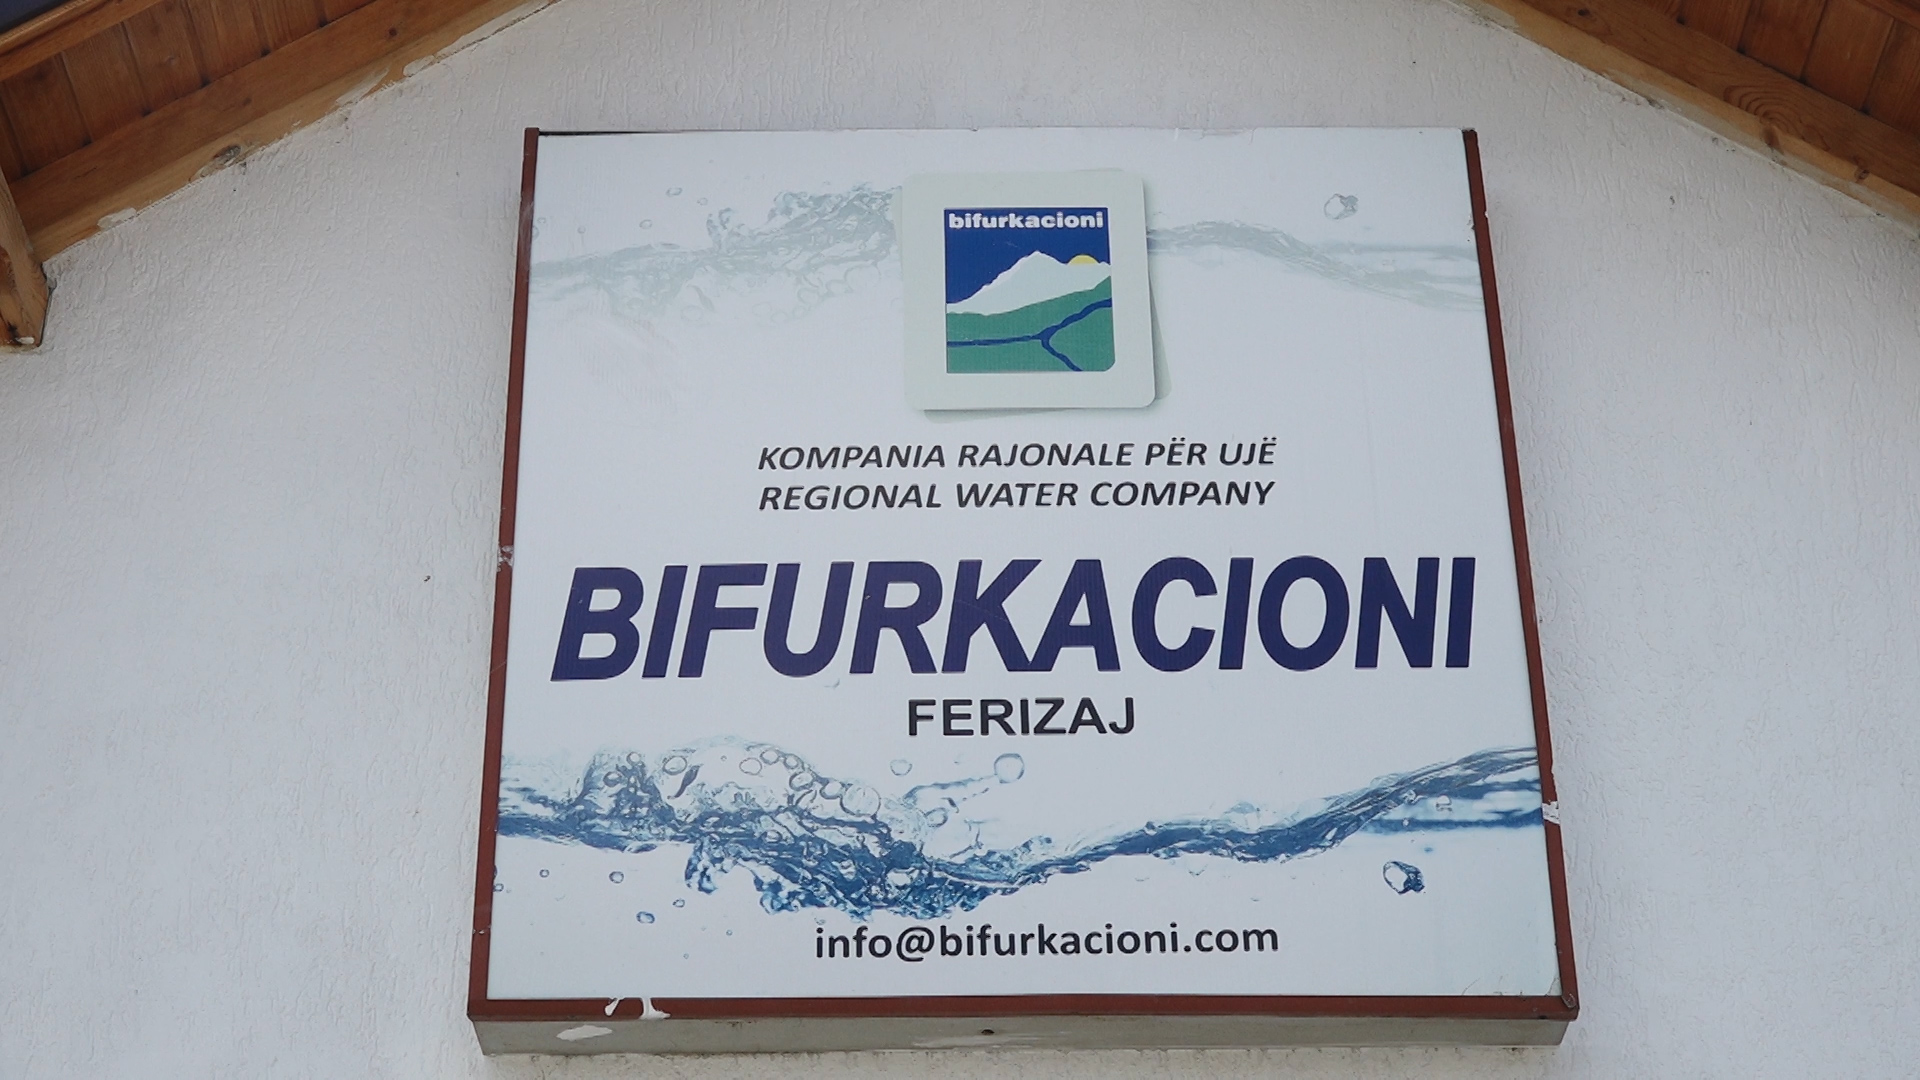 bifurkacioni
KOMPANIA RAJONALE PËR UJË
REGIONAL WATER COMPANY
BIFURKACIONI
FERIZAJ
info@bifurkacioni.com